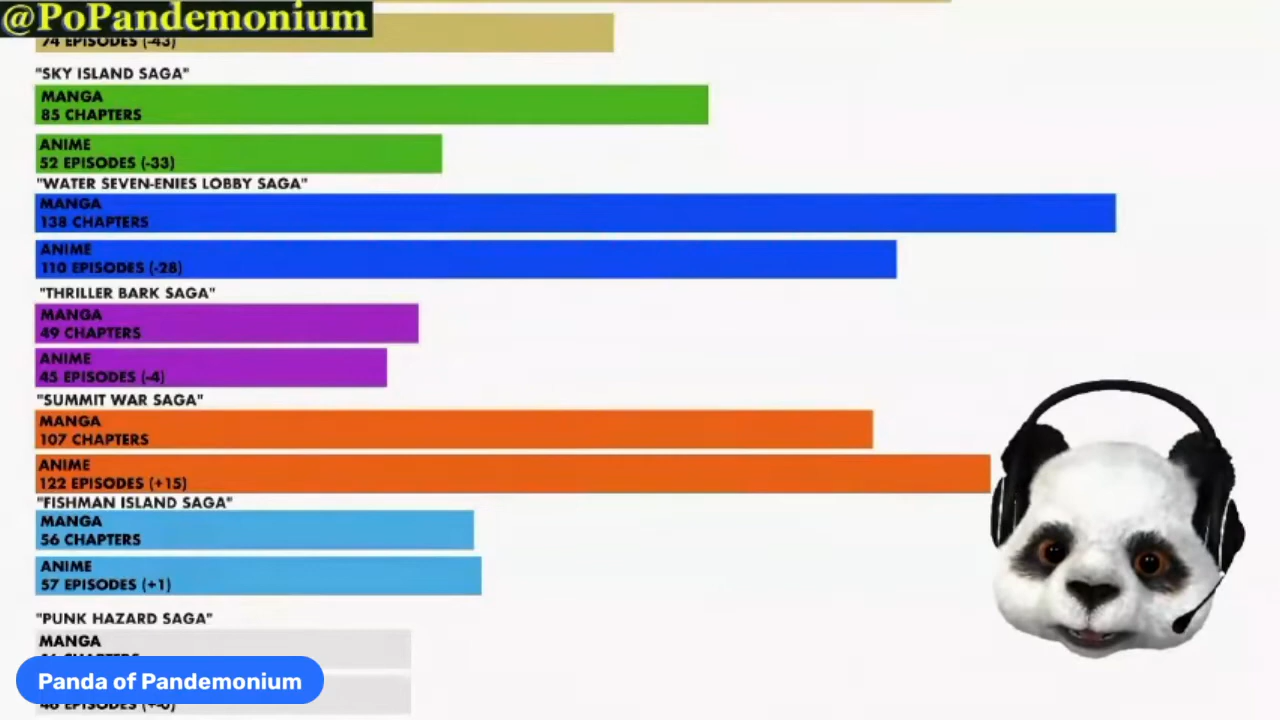 @PoPandemonium
74 EPISODES (-43)
"SKY ISLAND SAGA"
MANGA
85 CHAPTERS
ANIME
52 EPISODES (-33)
"WATER SEVEN-ENIES LOBBY SAGA"
MANGA
138 CHAPTERS
ANIME
110 EPISODES (-28)
"THRILLER BARK SAGA"
MANGA
49 CHAPTERS
ANIME
45 EPISODES (-4)
"SUMMIT WAR SAGA"
MANGA
107 CHAPTERS
ANIME
122 EPISODES (+15)
"FISHMAN ISLAND SAGA"
MANGA
56 CHAPTERS
ANIME
57 EPISODES (+1)
"PUNK HAZARD SAGA"
MANGA
CHAPTERS
Panda of Pandemonium
EPISODES